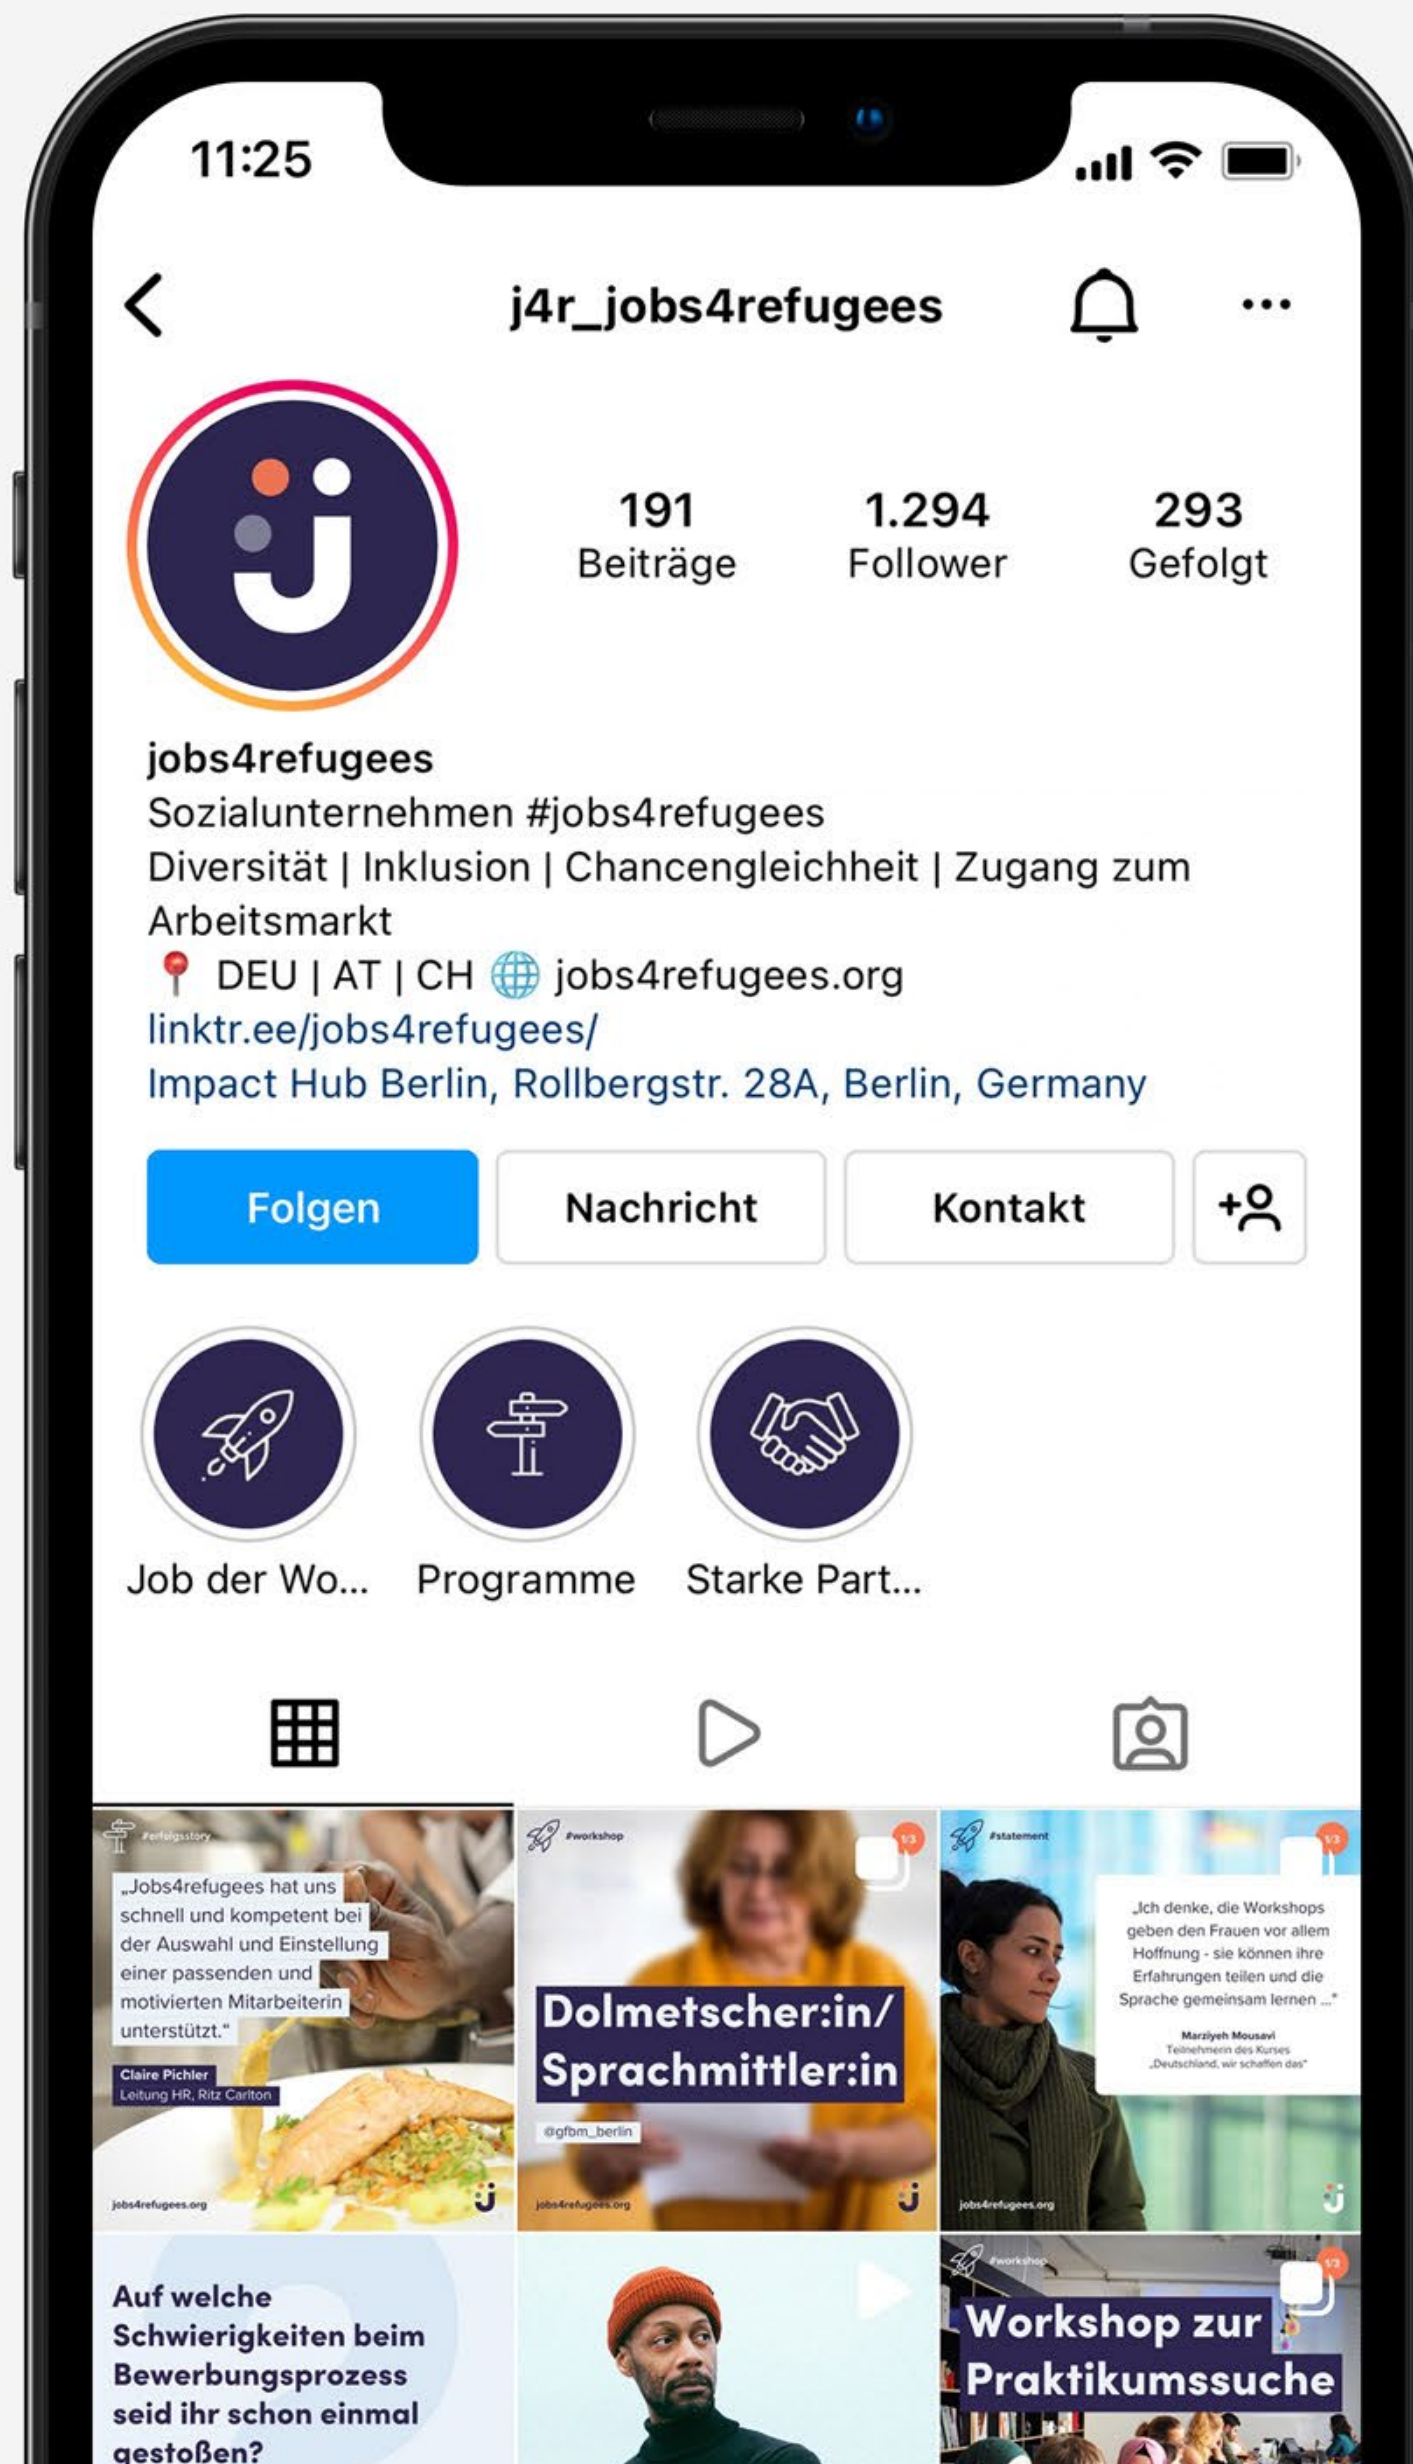 11:25
j4r_jobs4refugees
191
Beiträge
1.294
Follower
293
Gefolgt
jobs4refugees
Sozialunternehmen #jobs4refugees
Diversität | Inklusion | Chancengleichheit | Zugang zum
Arbeitsmarkt
📍 DEU | AT | CH 🌐 jobs4refugees.org
linktr.ee/jobs4refugees/
Impact Hub Berlin, Rollbergstr. 28A, Berlin, Germany
Folgen
Nachricht
Kontakt
Job der Wo...
Programme
Starke Part...
#erfolgsstory
„Jobs4refugees hat uns
schnell und kompetent bei
der Auswahl und Einstellung
einer passenden und
motivierten Mitarbeiterin
unterstützt.“
Claire Pichler
Leitung HR, Ritz Carlton
jobs4refugees.org
#workshop
1/3
Dolmetscher:in/
Sprachmittler:in
@gfbm_berlin
jobs4refugees.org
#statement
1/3
„Ich denke, die Workshops
geben den Frauen vor allem
Hoffnung - sie können ihre
Erfahrungen teilen und die
Sprache gemeinsam lernen ...“
Marziyeh Mousavi
Teilnehmerin des Kurses
„Deutschland, wir schaffen das“
jobs4refugees.org
Auf welche
Schwierigkeiten beim
Bewerbungsprozess
seid ihr schon einmal
gestoßen?
#workshop
1/3
Workshop zur
Praktikumssuche